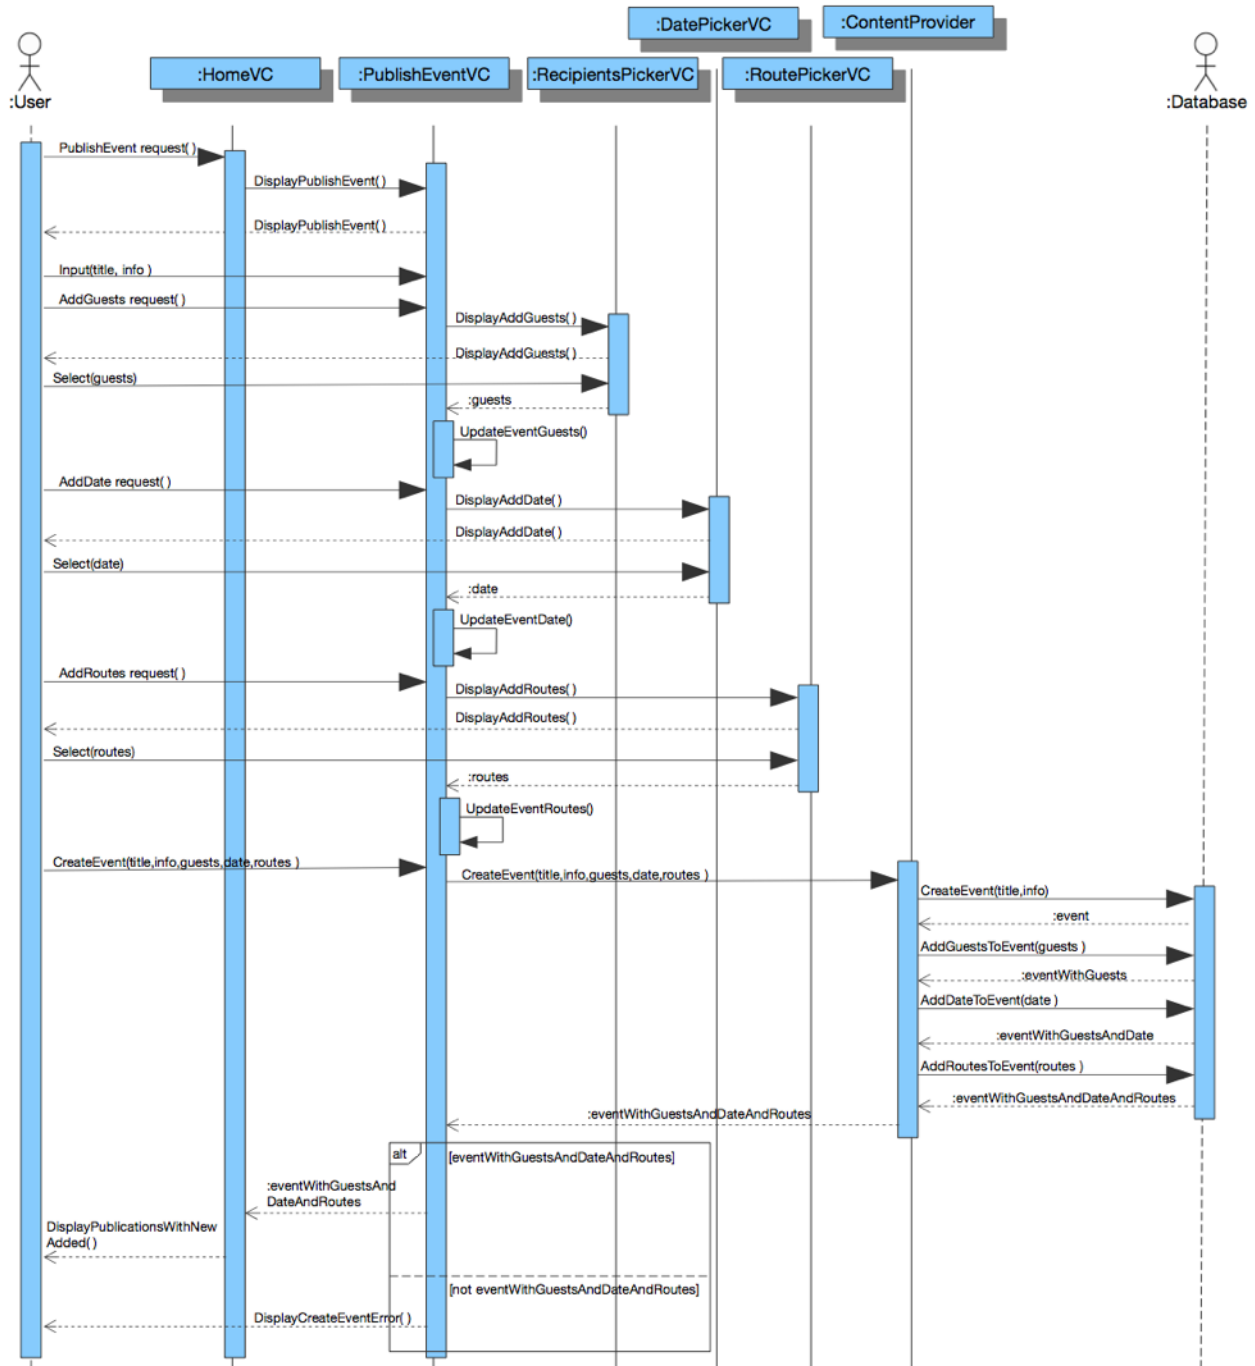 :DatePickerVC
:ContentProvider
:User
:HomeVC
:PublishEventVC
:RecipientsPickerVC
:RoutePickerVC
:Database
PublishEvent request( )
DisplayPublishEvent( )
DisplayPublishEvent( )
Input(title, info )
AddGuests request( )
DisplayAddGuests( )
DisplayAddGuests( )
Select(guests)
:guests
UpdateEventGuests()
AddDate request( )
DisplayAddDate( )
DisplayAddDate( )
Select(date)
:date
UpdateEventDate()
AddRoutes request( )
DisplayAddRoutes( )
DisplayAddRoutes( )
Select(routes)
:routes
UpdateEventRoutes()
CreateEvent(title,info,guests,date,routes )
CreateEvent(title,info,guests,date,routes )
CreateEvent(title,info)
:event
AddGuestsToEvent(guests )
:eventWithGuests
AddDateToEvent(date )
:eventWithGuestsAndDate
AddRoutesToEvent(routes )
:eventWithGuestsAndDateAndRoutes
:eventWithGuestsAndDateAndRoutes
alt
[eventWithGuestsAndDateAndRoutes]
:eventWithGuestsAnd
DateAndRoutes
DisplayPublicationsWithNew
Added( )
[not eventWithGuestsAndDateAndRoutes]
DisplayCreateEventError( )